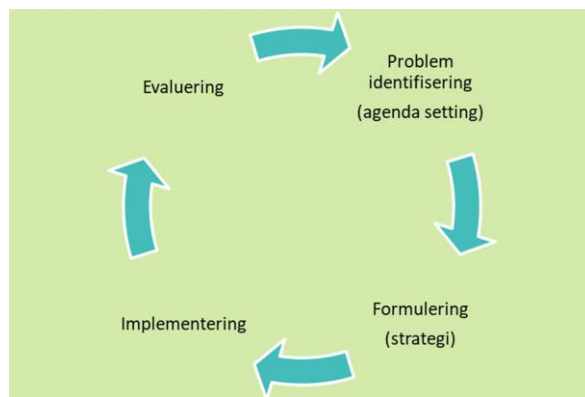 Evaluering
Problem
identifisering
(agenda setting)
Formulering
(strategi)
Implementering